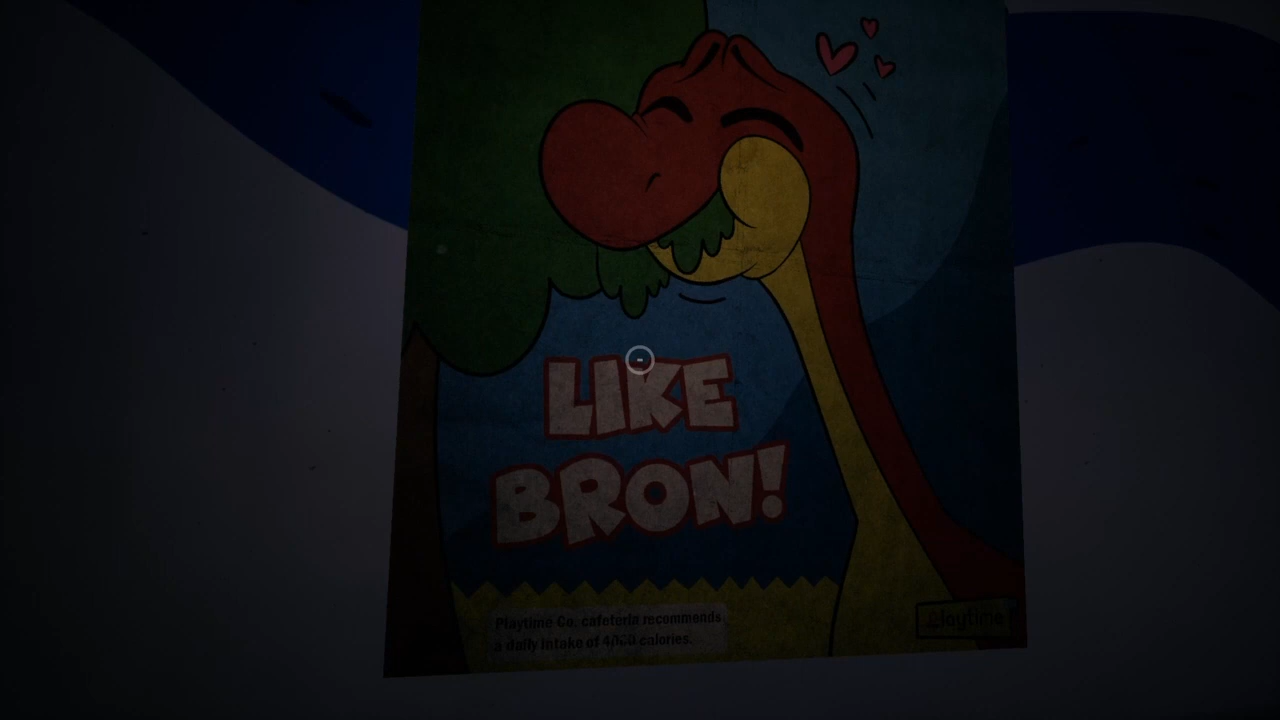 LIKE
BRON!
Playtime Co. cafeteria recommends
a daily intake of calories.
Playtime